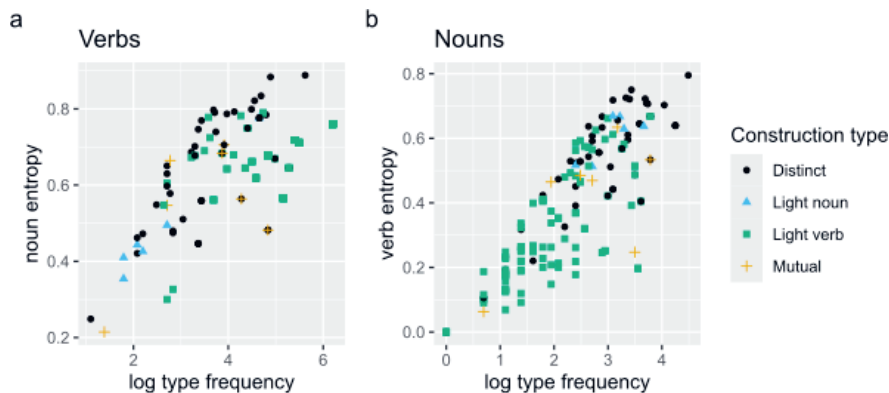 a
Verbs
noun entropy
0.8
0.6
0.4
0.2
2
4
6
log type frequency
b
Nouns
verb entropy
0.8
0.6
0.4
0.2
0.0
0
1
2
3
4
log type frequency
Construction type
Distinct
Light noun
Light verb
Mutual